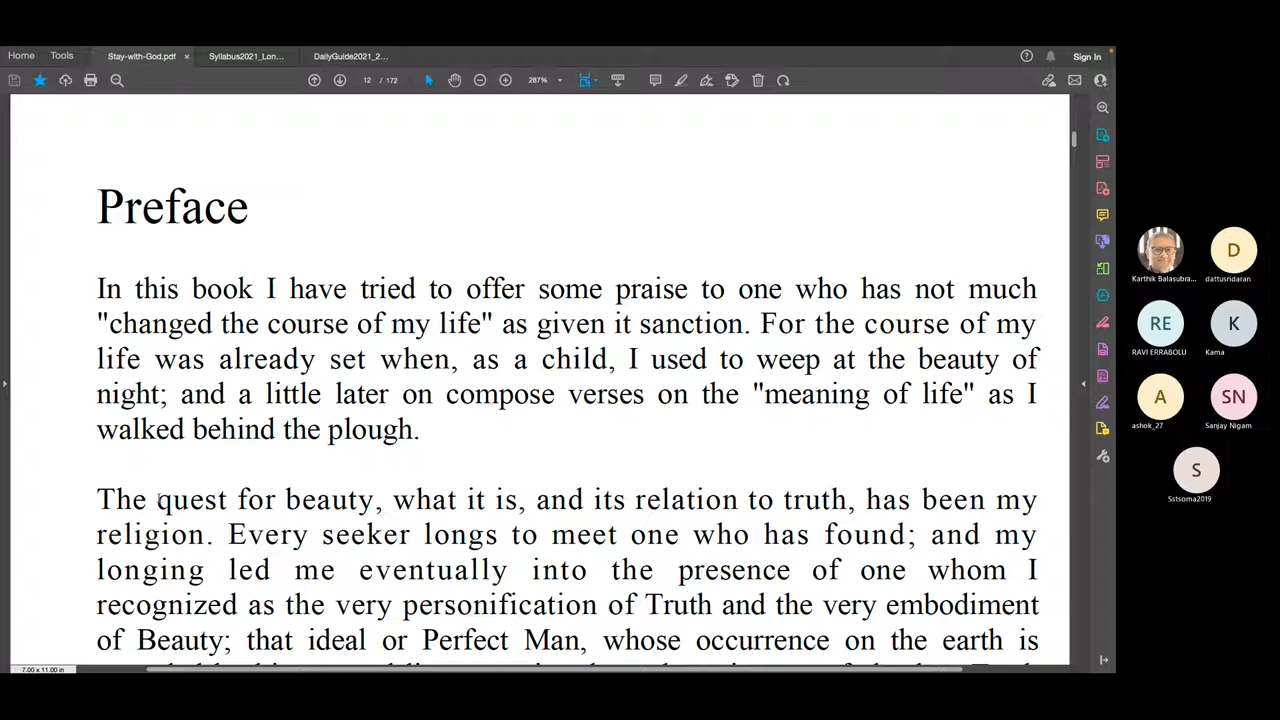 Home Tools Stay-with-God.pdf × Syllabus2021_Lon... DailyGuide2021_2... Sign In
12 / 172 287%
Preface
In this book I have tried to offer some praise to one who has not much
"changed the course of my life" as given it sanction. For the course of my
life was already set when, as a child, I used to weep at the beauty of
night; and a little later on compose verses on the "meaning of life" as I
walked behind the plough.
The quest for beauty, what it is, and its relation to truth, has been my
religion. Every seeker longs to meet one who has found; and my
longing led me eventually into the presence of one whom I
recognized as the very personification of Truth and the very embodiment
of Beauty; that ideal or Perfect Man, whose occurrence on the earth is
7.00 x 11.00 in
Karthik Balasubra...
D
dattusridaran
RE
RAVI ERRABOLU
K
Kama
A
ashok_27
SN
Sanjay Nigam
S
Sstsoma2019